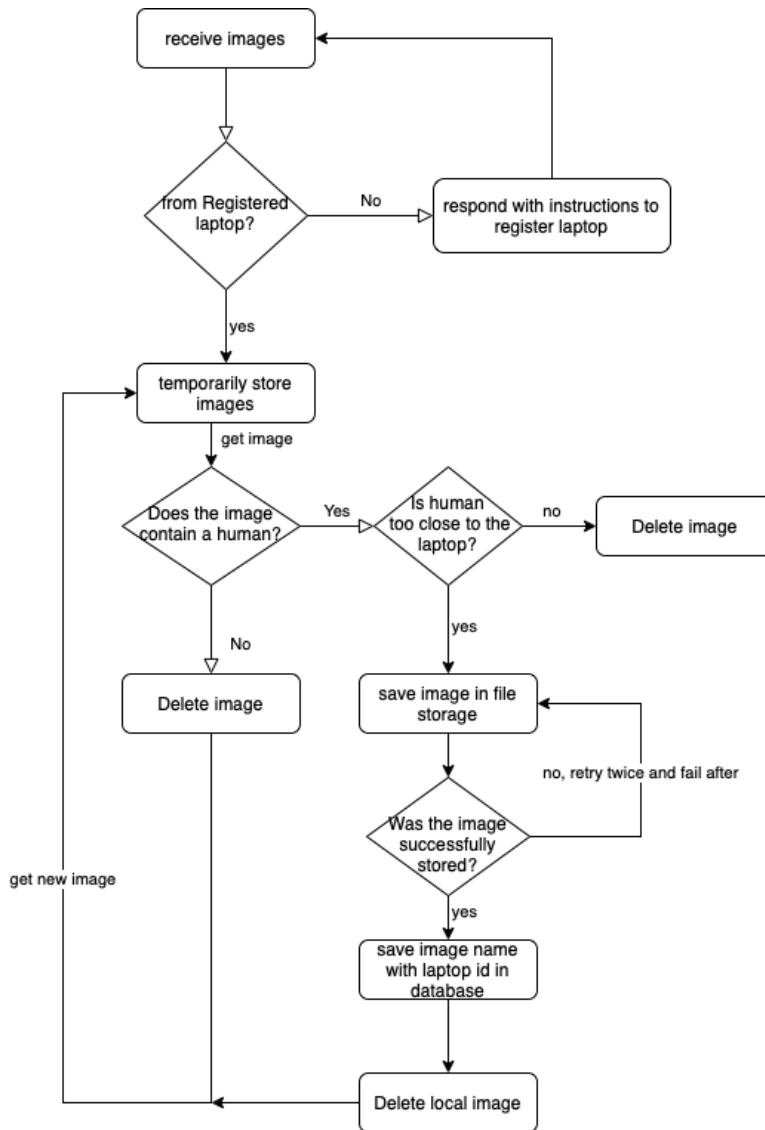 receive images
from Registered
laptop?
No
respond with instructions to
register laptop
yes
temporarily store
images
get image
Does the image
contain a human?
Yes
Is human
too close to the
laptop?
no
Delete image
No
yes
Delete image
save image in file
storage
no, retry twice and fail after
Was the image
successfully
stored?
get new image
yes
save image name
with laptop id in
database
Delete local image